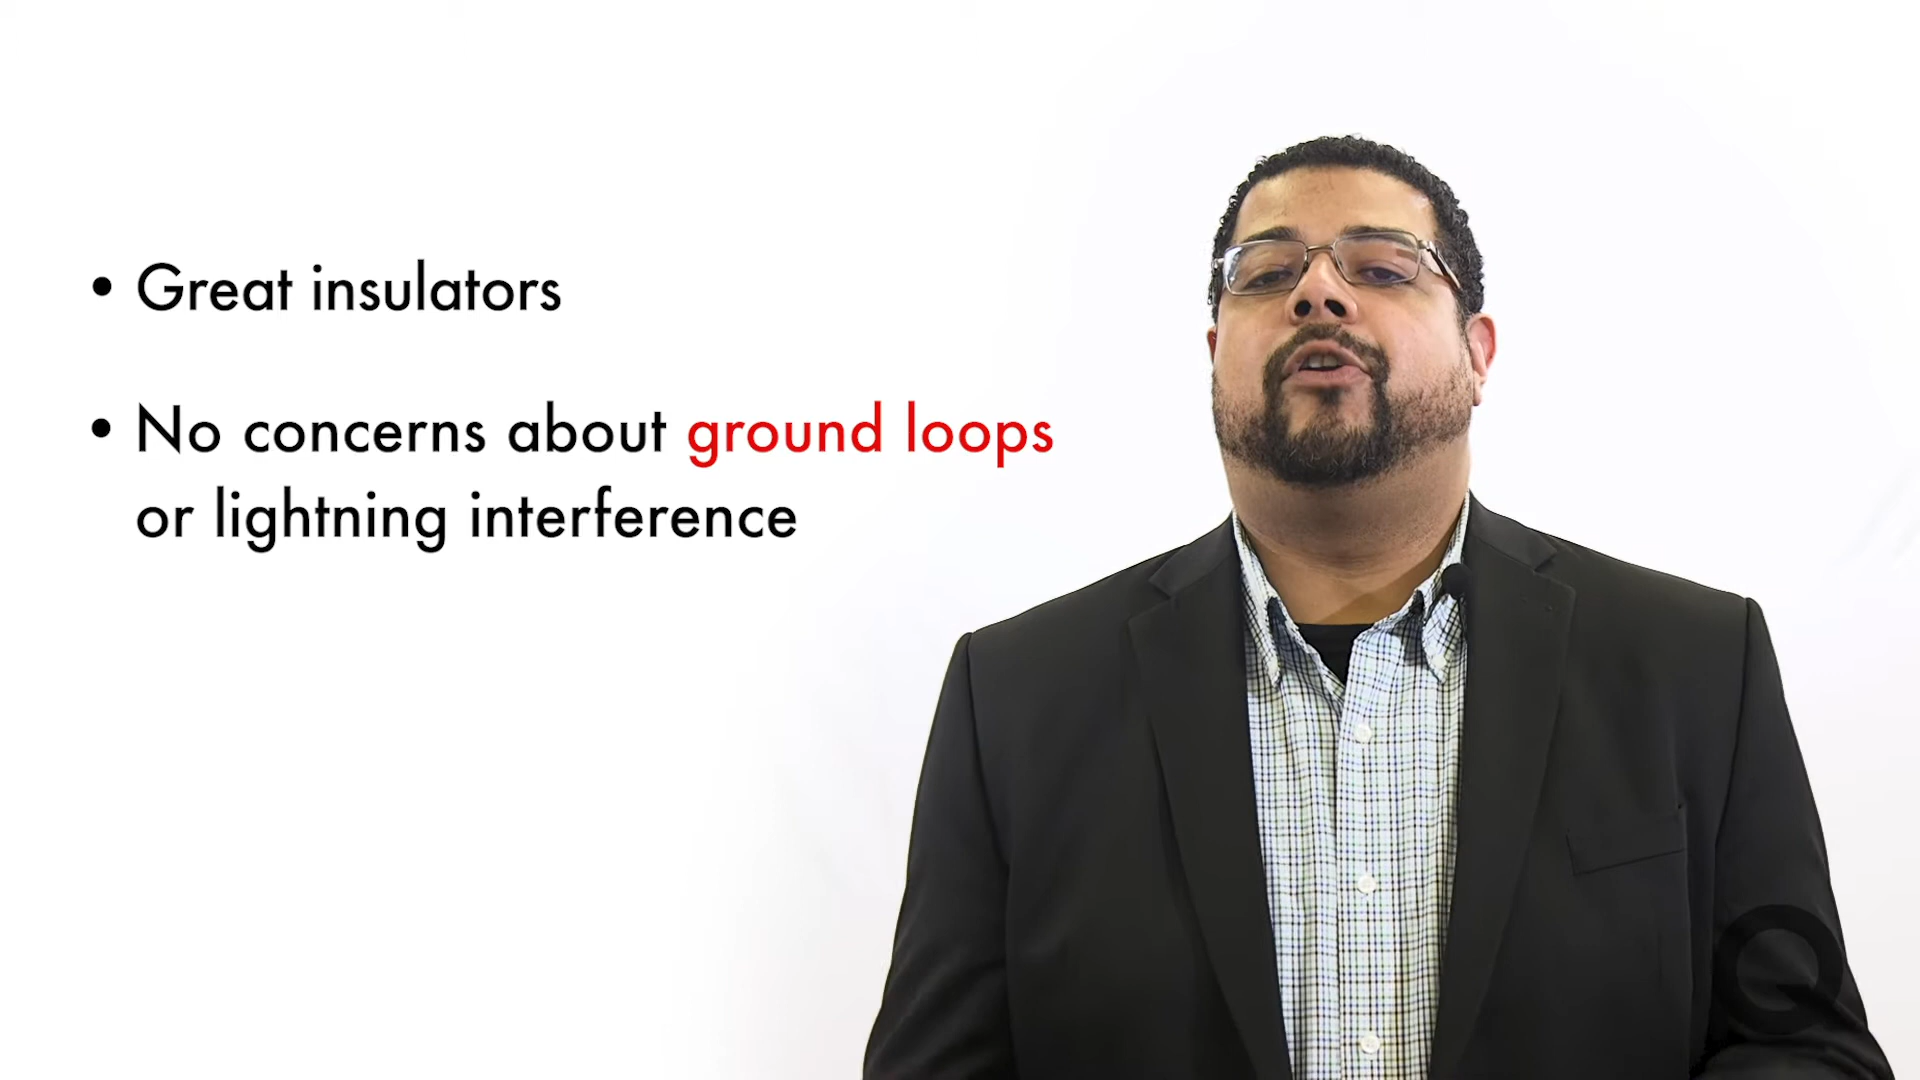 • Great insulators
• No concerns about ground loops
or lightning interference